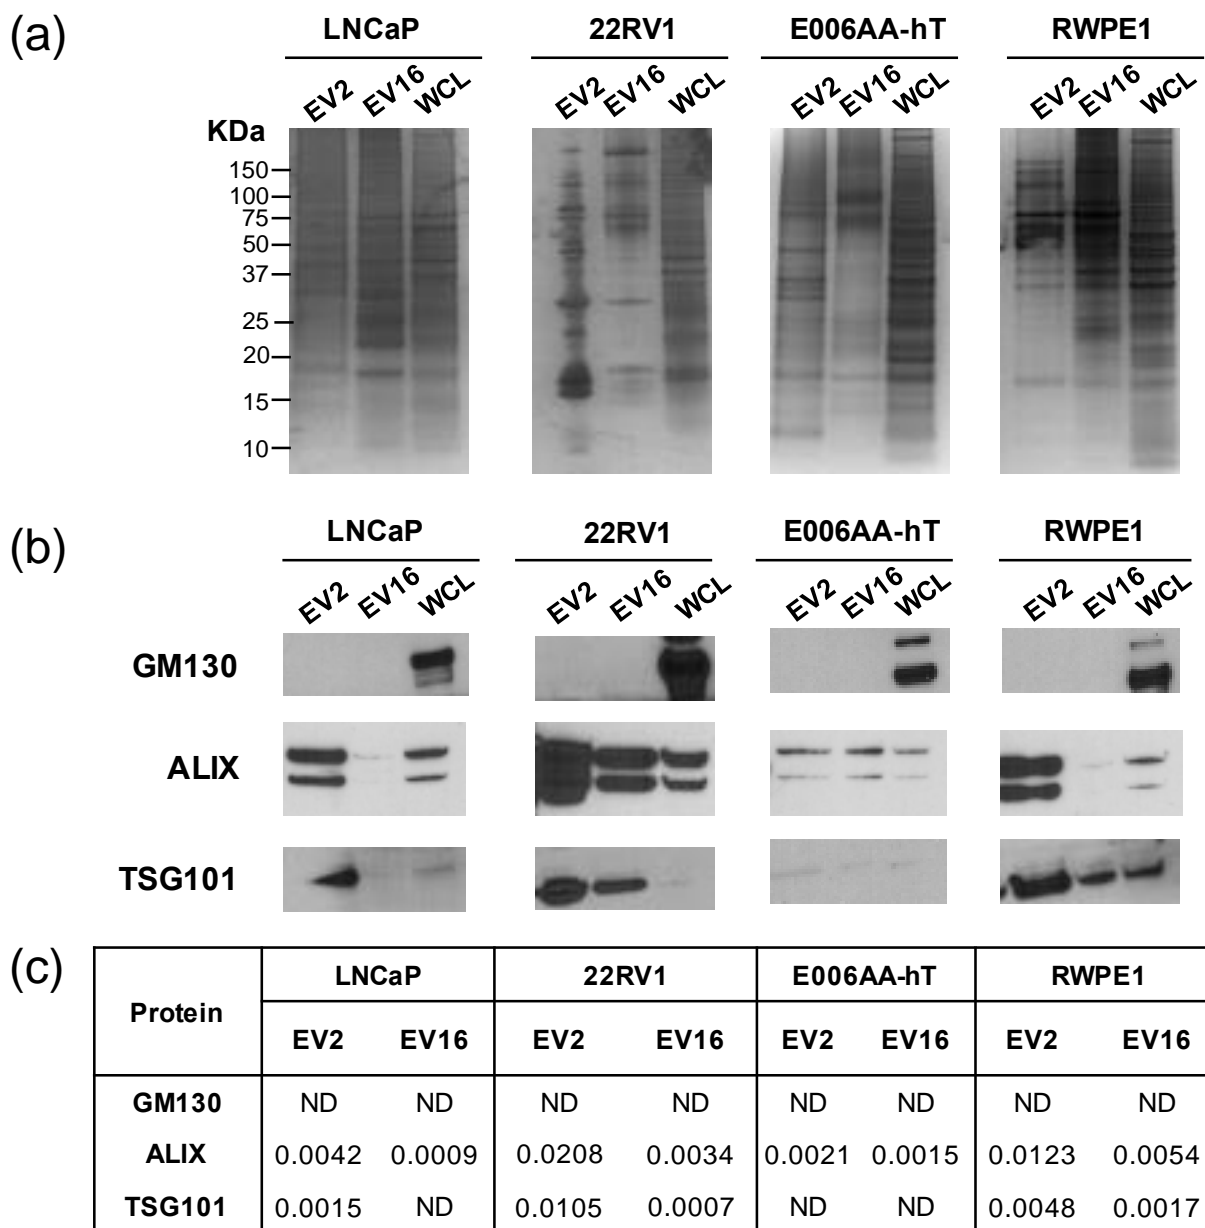 (a)
LNCaP 22RV1 E006AA-hT RWPE1
EV2 EV16 WCL EV2 EV16 WCL EV2 EV16 WCL EV2 EV16 WCL
KDa
150
100
75
50
37
25
20
15
10
(b)
LNCaP 22RV1 E006AA-hT RWPE1
EV2 EV16 WCL EV2 EV16 WCL EV2 EV16 WCL EV2 EV16 WCL
GM130
ALIX
TSG101
(c)
Protein LNCaP 22RV1 E006AA-hT RWPE1
EV2 EV16 EV2 EV16 EV2 EV16 EV2 EV16
GM130 ND ND ND ND ND ND ND ND
ALIX 0.0042 0.0009 0.0208 0.0034 0.0021 0.0015 0.0123 0.0054
TSG101 0.0015 ND 0.0105 0.0007 ND ND 0.0048 0.0017